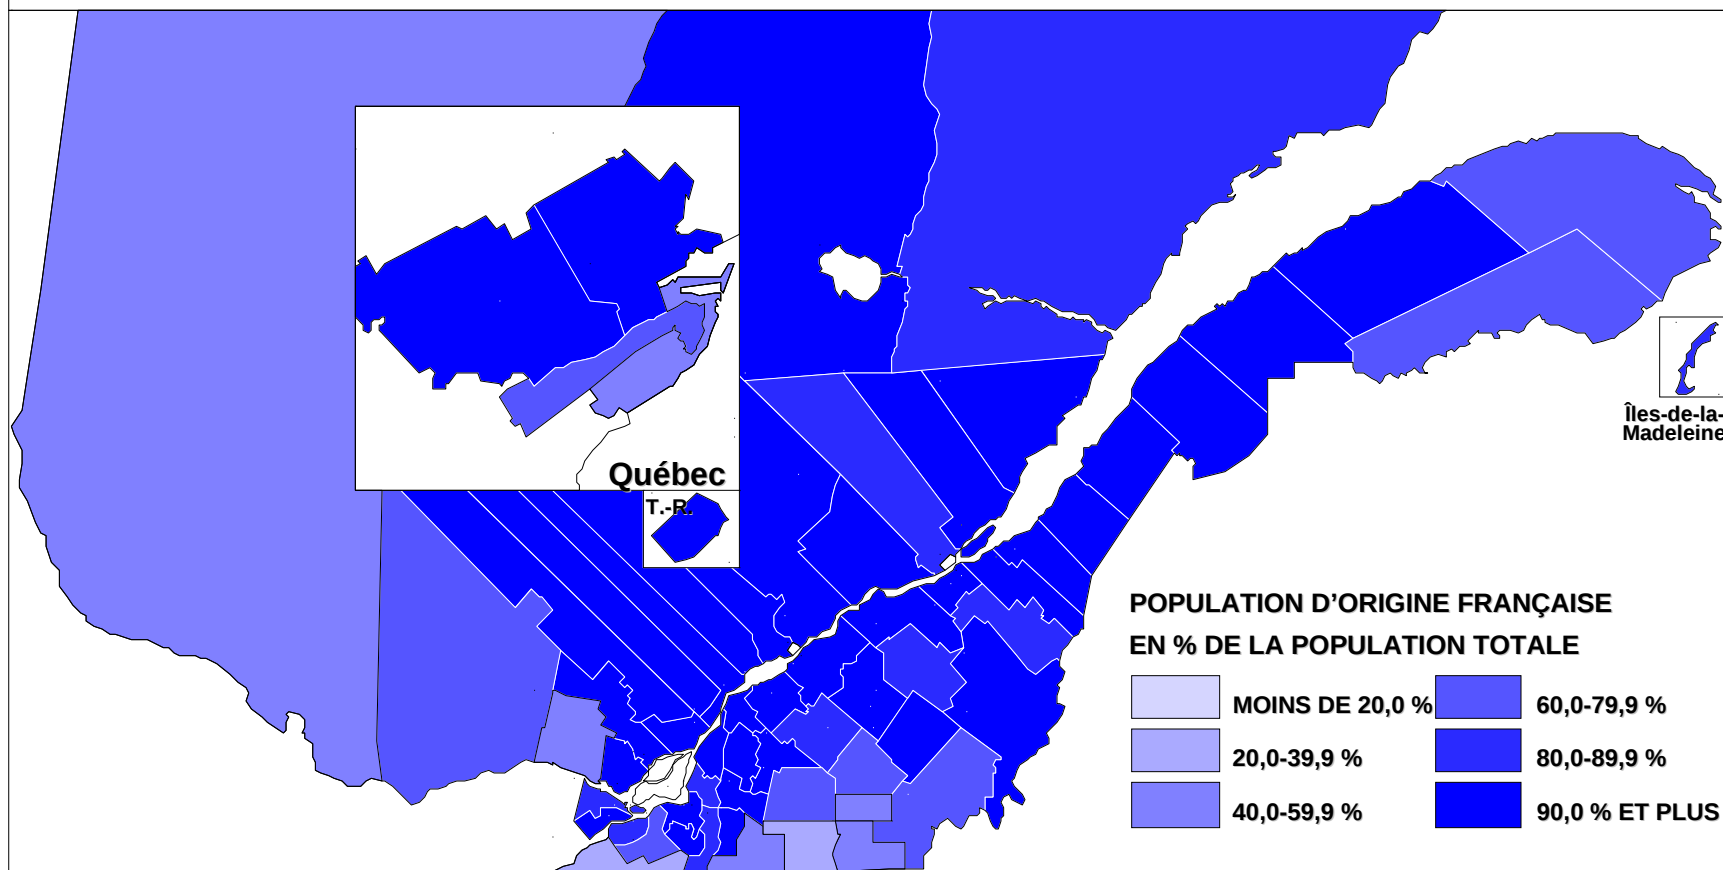 Québec
T.-R.
Îles-de-la-
Madeleine
POPULATION D’ORIGINE FRANÇAISE
EN % DE LA POPULATION TOTALE
MOINS DE 20,0 %
20,0-39,9 %
40,0-59,9 %
60,0-79,9 %
80,0-89,9 %
90,0 % ET PLUS